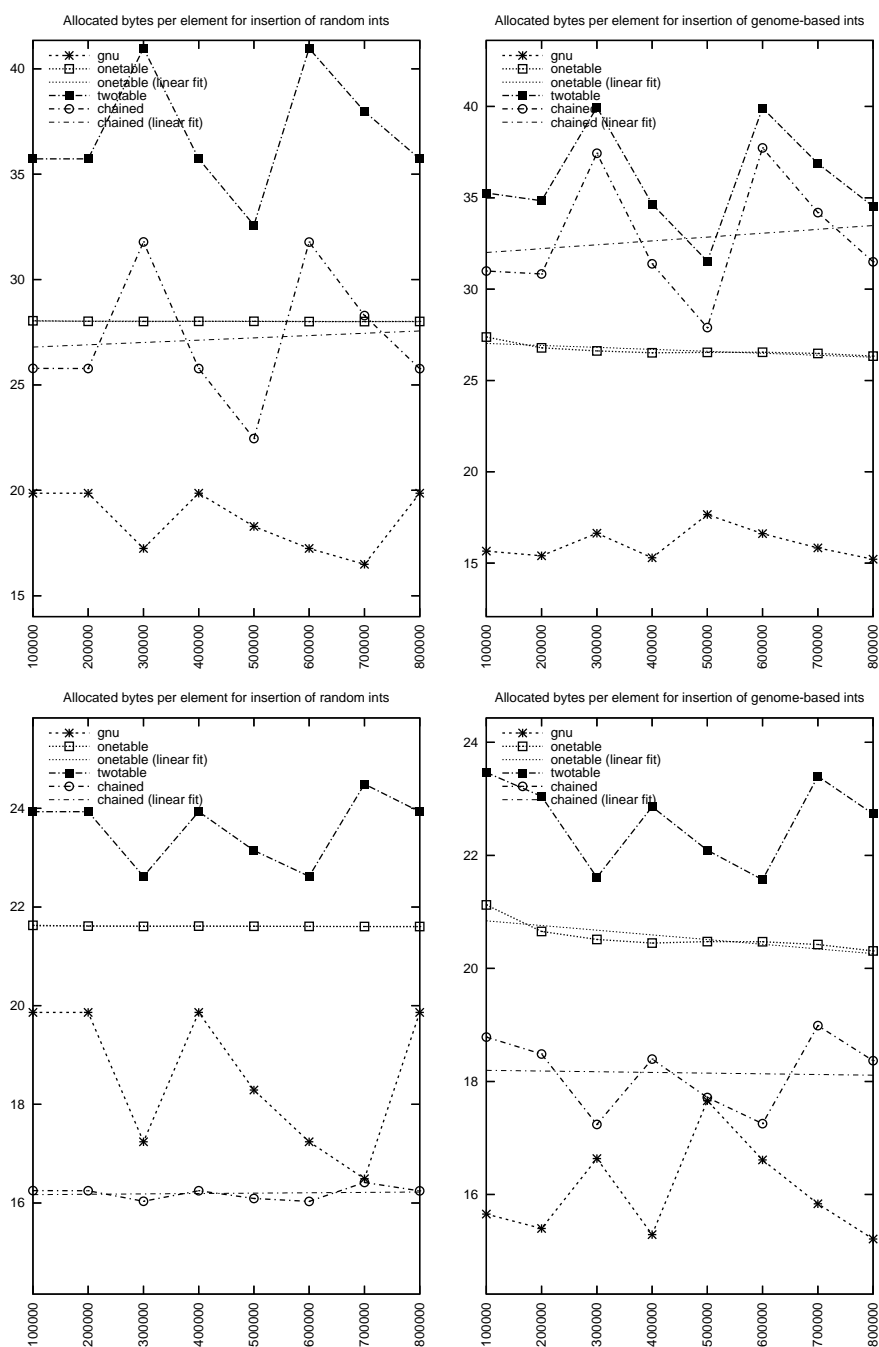 Allocated bytes per element for insertion of random ints
gnu
onetable
onetable (linear fit)
twotable
chained
chained (linear fit)
40
35
30
25
20
15
100000
200000
300000
400000
500000
600000
700000
800000
Allocated bytes per element for insertion of genome-based ints
gnu
onetable
onetable (linear fit)
twotable
chained
chained (linear fit)
40
35
30
25
20
15
100000
200000
300000
400000
500000
600000
700000
800000
Allocated bytes per element for insertion of random ints
gnu
onetable
onetable (linear fit)
twotable
chained
chained (linear fit)
24
22
20
18
16
100000
200000
300000
400000
500000
600000
700000
800000
Allocated bytes per element for insertion of genome-based ints
gnu
onetable
onetable (linear fit)
twotable
chained
chained (linear fit)
24
22
20
18
16
100000
200000
300000
400000
500000
600000
700000
800000